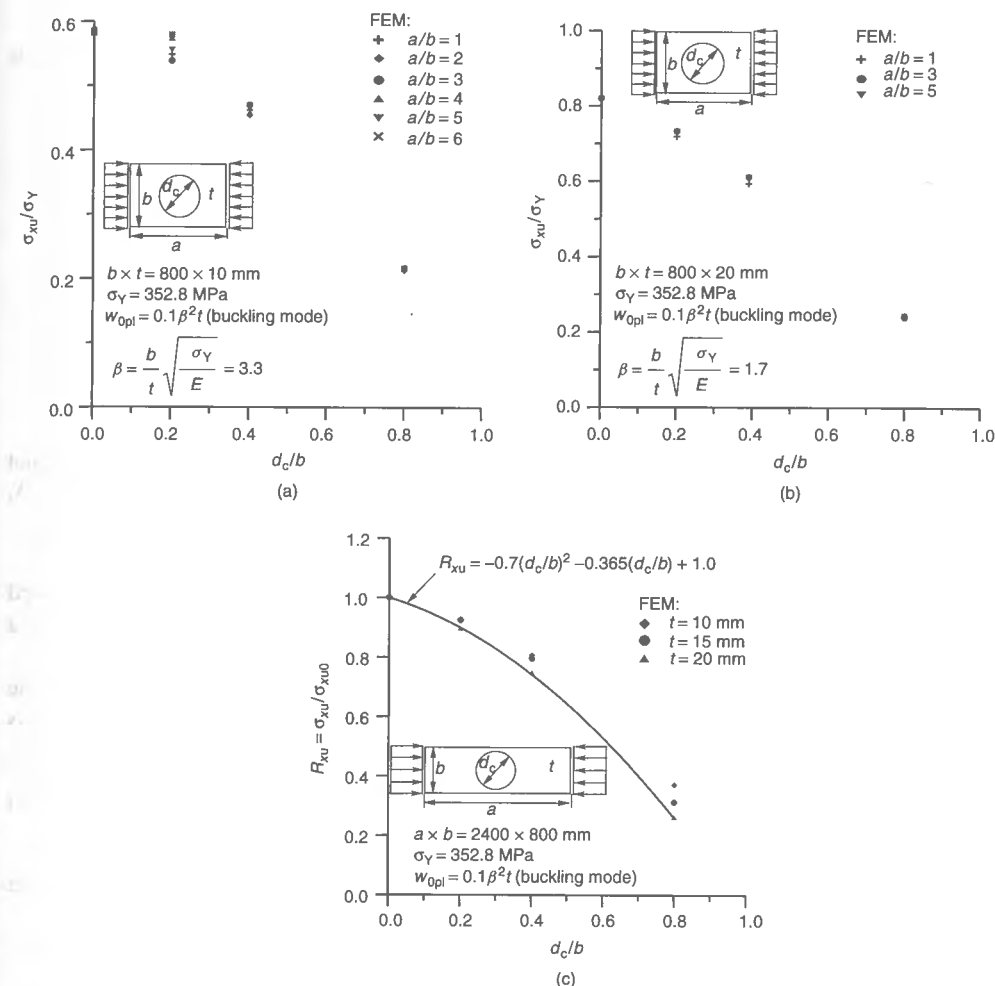 0.6
0.4
0.2
0.0
σxu/σY
FEM:
+ a/b = 1
◆ a/b = 2
● a/b = 3
▲ a/b = 4
▼ a/b = 5
× a/b = 6
b
dc
t
a
b × t = 800 × 10 mm
σY = 352.8 MPa
w0pl = 0.1β²t (buckling mode)
β = b/t √(σY/E) = 3.3
0.0 0.2 0.4 0.6 0.8 1.0
dc/b
(a)
1.0
0.8
0.6
0.4
0.2
0.0
σxu/σY
b
dc
t
a
FEM:
+ a/b = 1
● a/b = 3
▼ a/b = 5
b × t = 800 × 20 mm
σY = 352.8 MPa
w0pl = 0.1β²t (buckling mode)
β = b/t √(σY/E) = 1.7
0.0 0.2 0.4 0.6 0.8 1.0
dc/b
(b)
1.2
1.0
0.8
0.6
0.4
0.2
0.0
Rxu = σxu/σxu0
Rxu = –0.7(dc/b)² –0.365(dc/b) + 1.0
FEM:
◆ t = 10 mm
● t = 15 mm
▲ t = 20 mm
b
dc
t
a
a × b = 2400 × 800 mm
σY = 352.8 MPa
w0pl = 0.1β²t (buckling mode)
0.0 0.2 0.4 0.6 0.8 1.0
dc/b
(c)